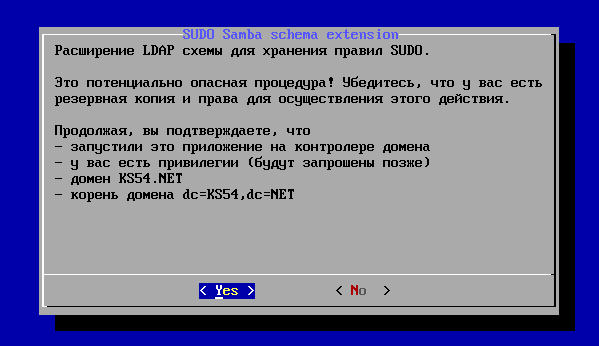 SUDO Samba schema extension
Расширение LDAP схемы для хранения правил SUDO.
Это потенциально опасная процедура! Убедитесь, что у вас есть
резервная копия и права для осуществления этого действия.
Продолжая, вы подтверждаете, что
- запустили это приложение на контролере домена
- у вас есть привилегии (будут запрошены позже)
- домен KS54.NET
- корень домена dc=KS54,dc=NET
< Yes > < No >